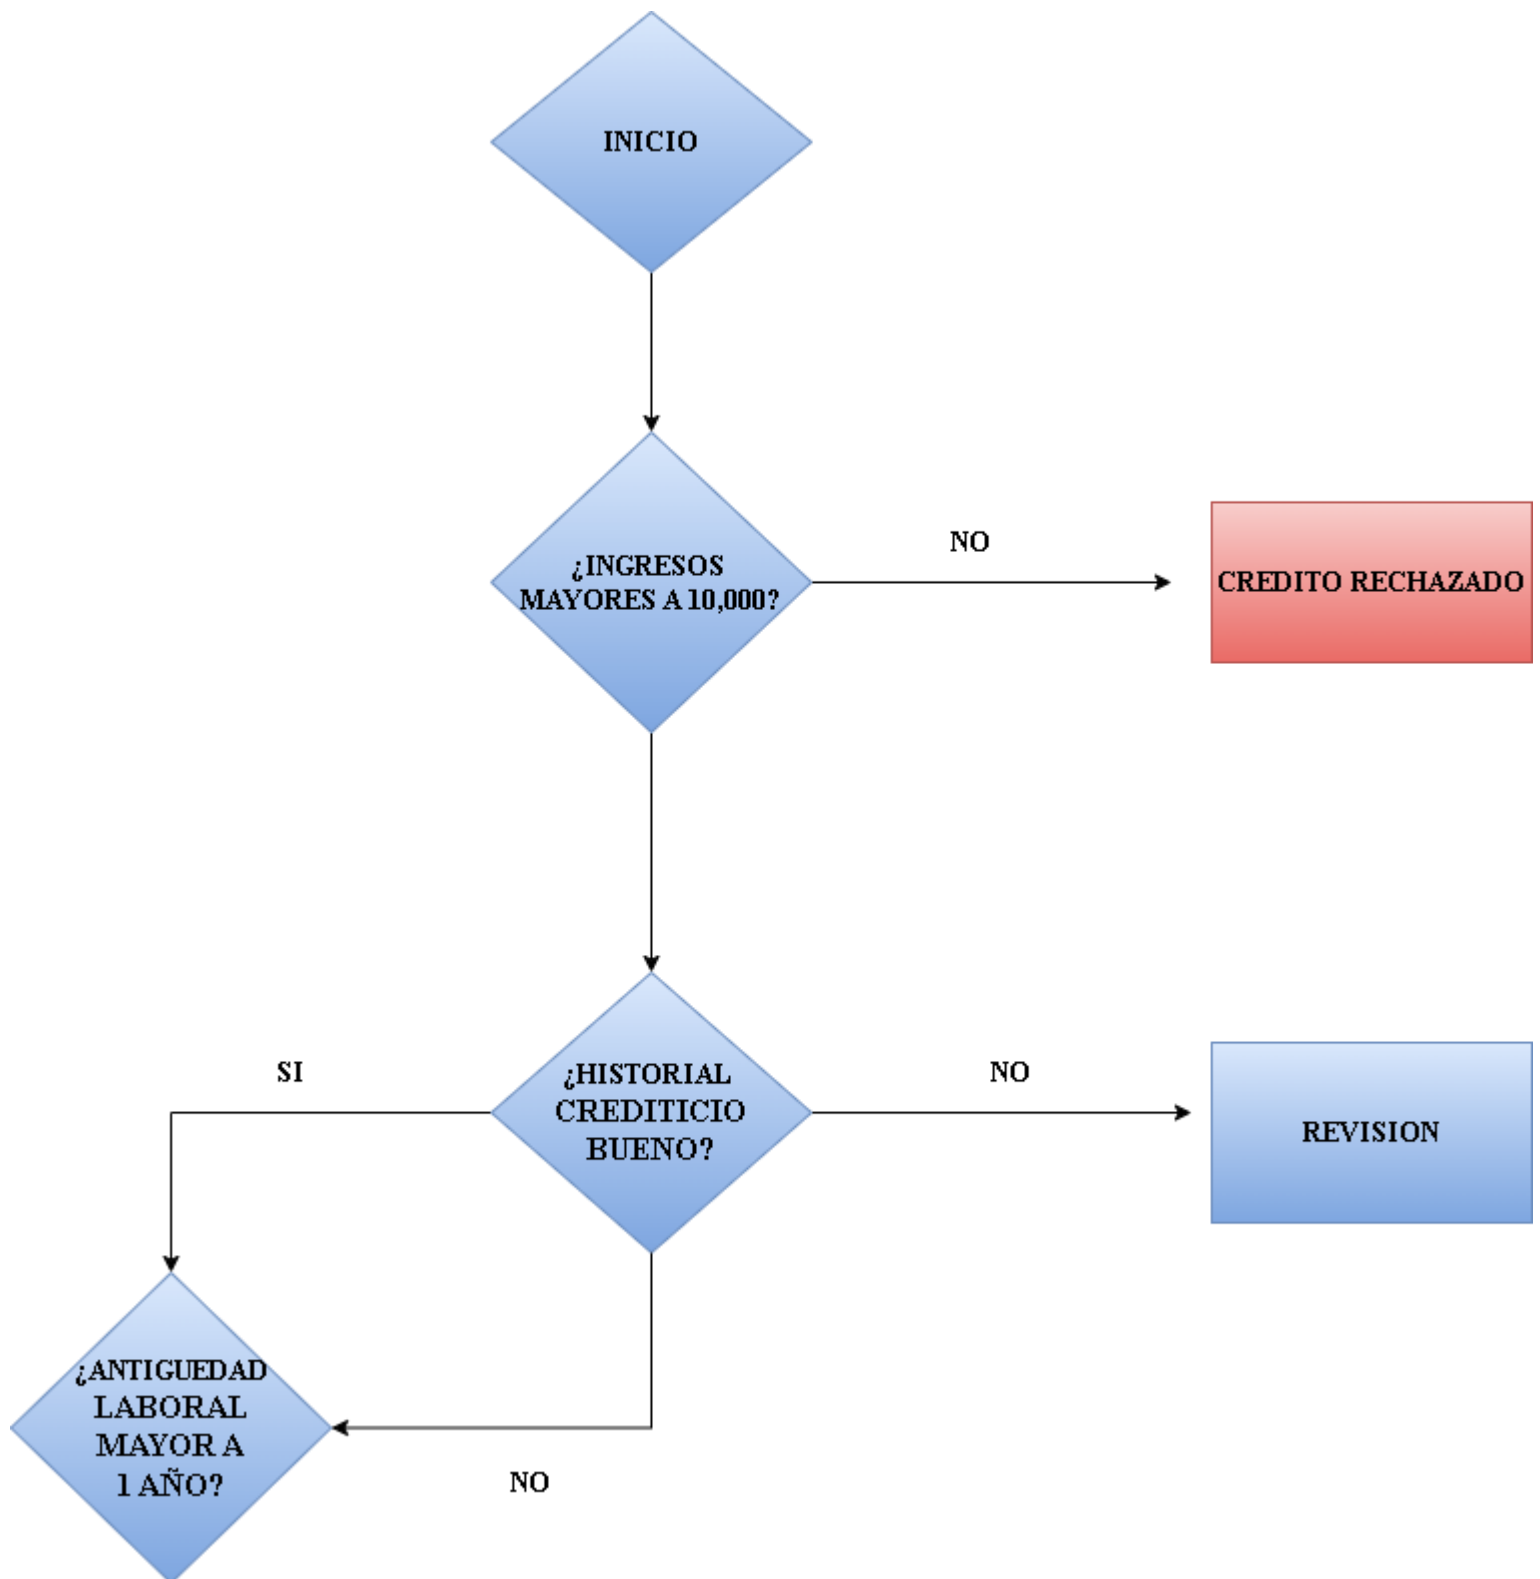 INICIO
¿INGRESOS
MAYORES A 10,000?
NO
CREDITO RECHAZADO
SI
¿HISTORIAL
CREDITICIO
BUENO?
NO
REVISION
¿ANTIGUEDAD
LABORAL
MAYOR A
1 AÑO?
NO